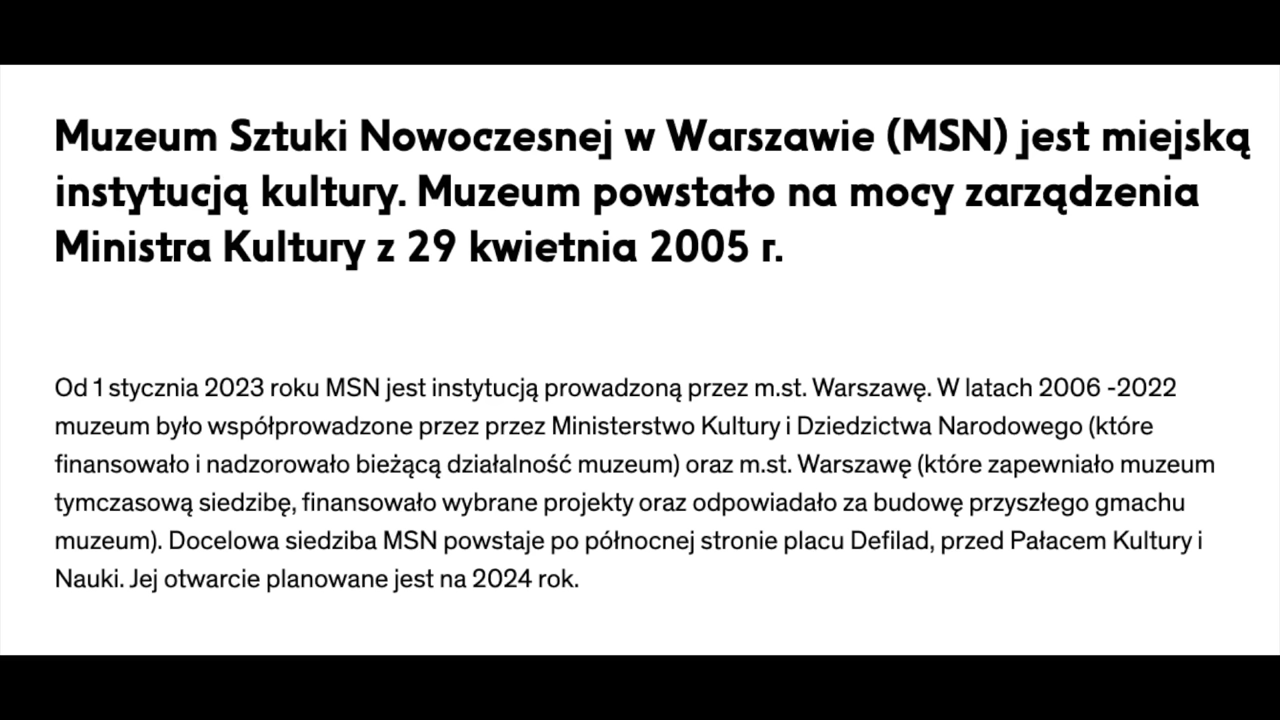 Muzeum Sztuki Nowoczesnej w Warszawie (MSN) jest miejską
instytucją kultury. Muzeum powstało na mocy zarządzenia
Ministra Kultury z 29 kwietnia 2005 r.
Od 1 stycznia 2023 roku MSN jest instytucją prowadzoną przez m.st. Warszawę. W latach 2006 -2022
muzeum było współprowadzone przez przez Ministerstwo Kultury i Dziedzictwa Narodowego (które
finansowało i nadzorowało bieżącą działalność muzeum) oraz m.st. Warszawę (które zapewniało muzeum
tymczasową siedzibę, finansowało wybrane projekty oraz odpowiadało za budowę przyszłego gmachu
muzeum). Docelowa siedziba MSN powstaje po północnej stronie placu Defilad, przed Pałacem Kultury i
Nauki. Jej otwarcie planowane jest na 2024 rok.